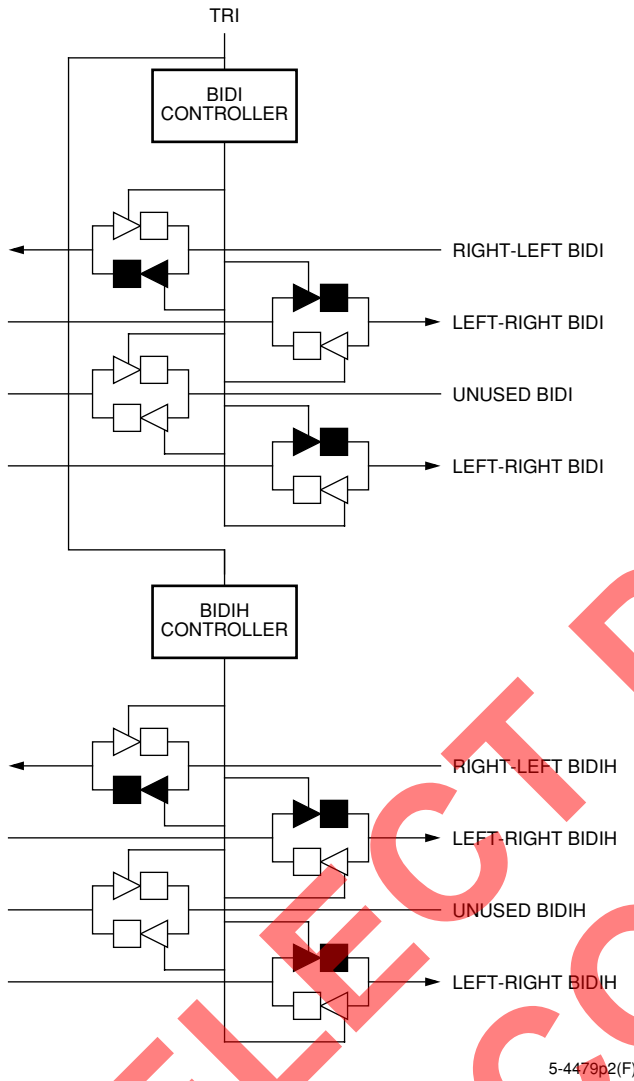 TRI
BIDI
CONTROLLER
RIGHT-LEFT BIDI
LEFT-RIGHT BIDI
UNUSED BIDI
LEFT-RIGHT BIDI
BIDIH
CONTROLLER
RIGHT-LEFT BIDIH
LEFT-RIGHT BIDIH
UNUSED BIDIH
LEFT-RIGHT BIDIH
5-4479p2(F)